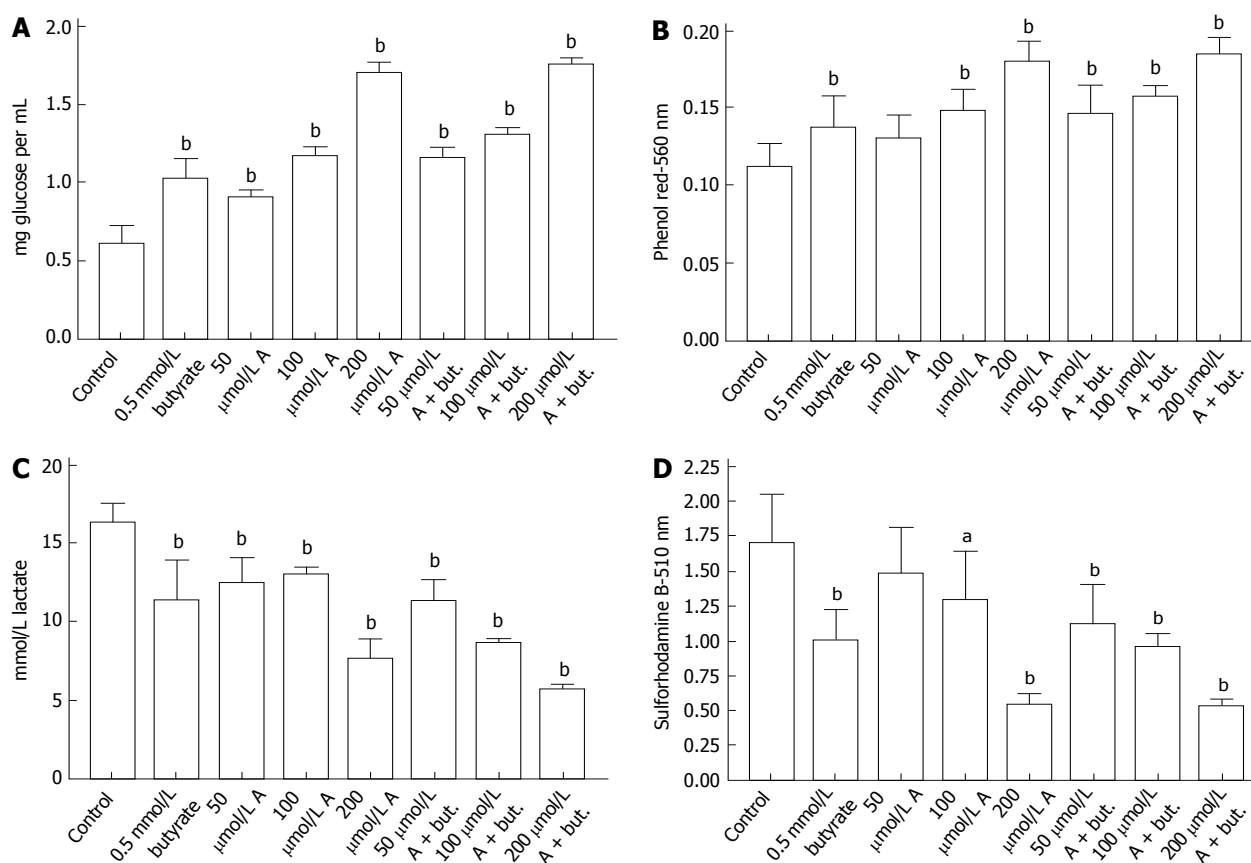 A
mg glucose per mL
2.0
1.5
1.0
0.5
0.0
b
b
b
b
b
b
b
Control
0.5 mmol/L
butyrate
50
μmol/L A
100
μmol/L A
200
μmol/L A
50 μmol/L
A + but.
100 μmol/L
A + but.
200 μmol/L
A + but.
B
Phenol red-560 nm
0.20
0.15
0.10
0.05
0.00
b
b
b
b
b
b
Control
0.5 mmol/L
butyrate
50
μmol/L A
100
μmol/L A
200
μmol/L A
50 μmol/L
A + but.
100 μmol/L
A + but.
200 μmol/L
A + but.
C
mmol/L lactate
20
15
10
5
0
b
b
b
b
b
b
b
Control
0.5 mmol/L
butyrate
50
μmol/L A
100
μmol/L A
200
μmol/L A
50 μmol/L
A + but.
100 μmol/L
A + but.
200 μmol/L
A + but.
D
Sulforhodamine B-510 nm
2.25
2.00
1.75
1.50
1.25
1.00
0.75
0.50
0.25
0.00
b
a
b
b
b
b
Control
0.5 mmol/L
butyrate
50
μmol/L A
100
μmol/L A
200
μmol/L A
50 μmol/L
A + but.
100 μmol/L
A + but.
200 μmol/L
A + but.